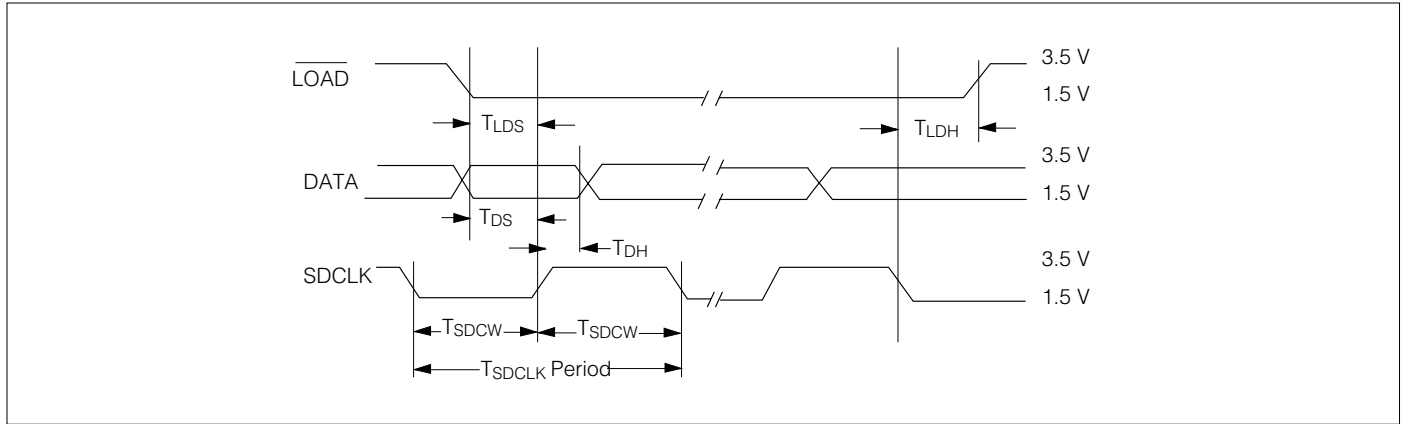 LOAD
3.5 V
1.5 V
TLDS
TLDH
DATA
3.5 V
1.5 V
TDS
TDH
SDCLK
3.5 V
1.5 V
TSDCW
TSDCW
TSDCLK Period